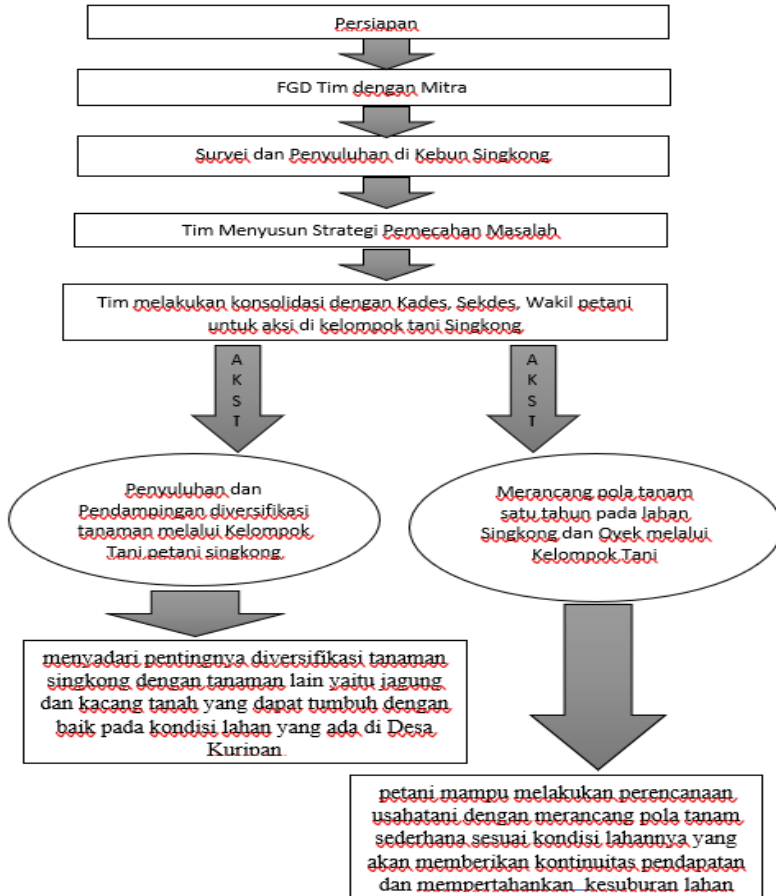 Persiapan
FGD Tim dengan Mitra
Survei dan Penyuluhan di Kebun Singkong
Tim Menyusun Strategi Pemecahan Masalah
Tim melakukan konsolidasi dengan Kades, Sekdes, Wakil petani
untuk aksi di kelompok tani Singkong
A
K
S
T
A
K
S
T
Penyuluhan dan
Pendampingan diversifikasi
tanaman melalui Kelompok
Tani petani singkong
Merancang pola tanam
satu tahun pada lahan
Singkong dan Oyek melalui
Kelompok Tani
menyadari pentingnya diversifikasi tanaman
singkong dengan tanaman lain yaitu jagung
dan kacang tanah yang dapat tumbuh dengan
baik pada kondisi lahan yang ada di Desa
Kuripan
petani mampu melakukan perencanaan
usahatani dengan merancang pola tanam
sederhana sesuai kondisi lahannya yang
akan memberikan kontinuitas pendapatan
dan mempertahankan kesuburan lahan